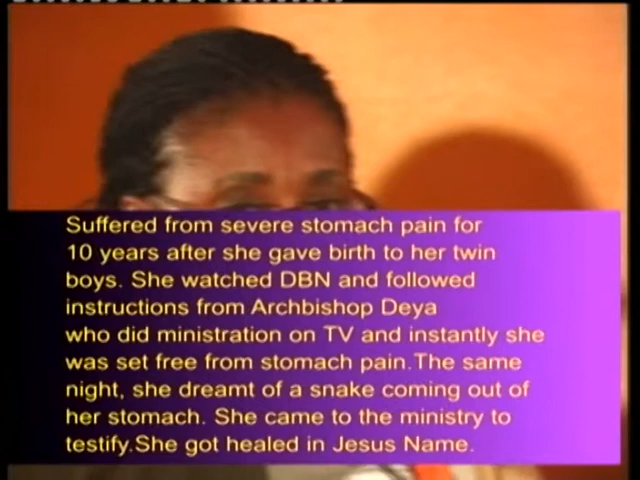 Suffered from severe stomach pain for
10 years after she gave birth to her twin
boys. She watched DBN and followed
instructions from Archbishop Deya
who did ministration on TV and instantly she
was set free from stomach pain.The same
night, she dreamt of a snake coming out of
her stomach. She came to the ministry to
testify.She got healed in Jesus Name.